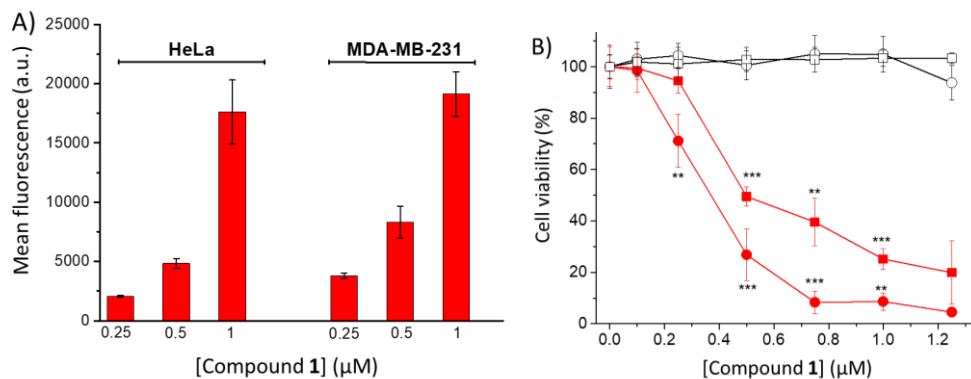 A)
25000
20000
15000
10000
5000
0
Mean fluorescence (a.u.)
HeLa
MDA-MB-231
0.25 0.5 1 0.25 0.5 1
[Compound 1] (µM)
B)
100
80
60
40
20
0
Cell viability (%)
** *** ** ***
*** *** **
0.0 0.2 0.4 0.6 0.8 1.0 1.2
[Compound 1] (µM)